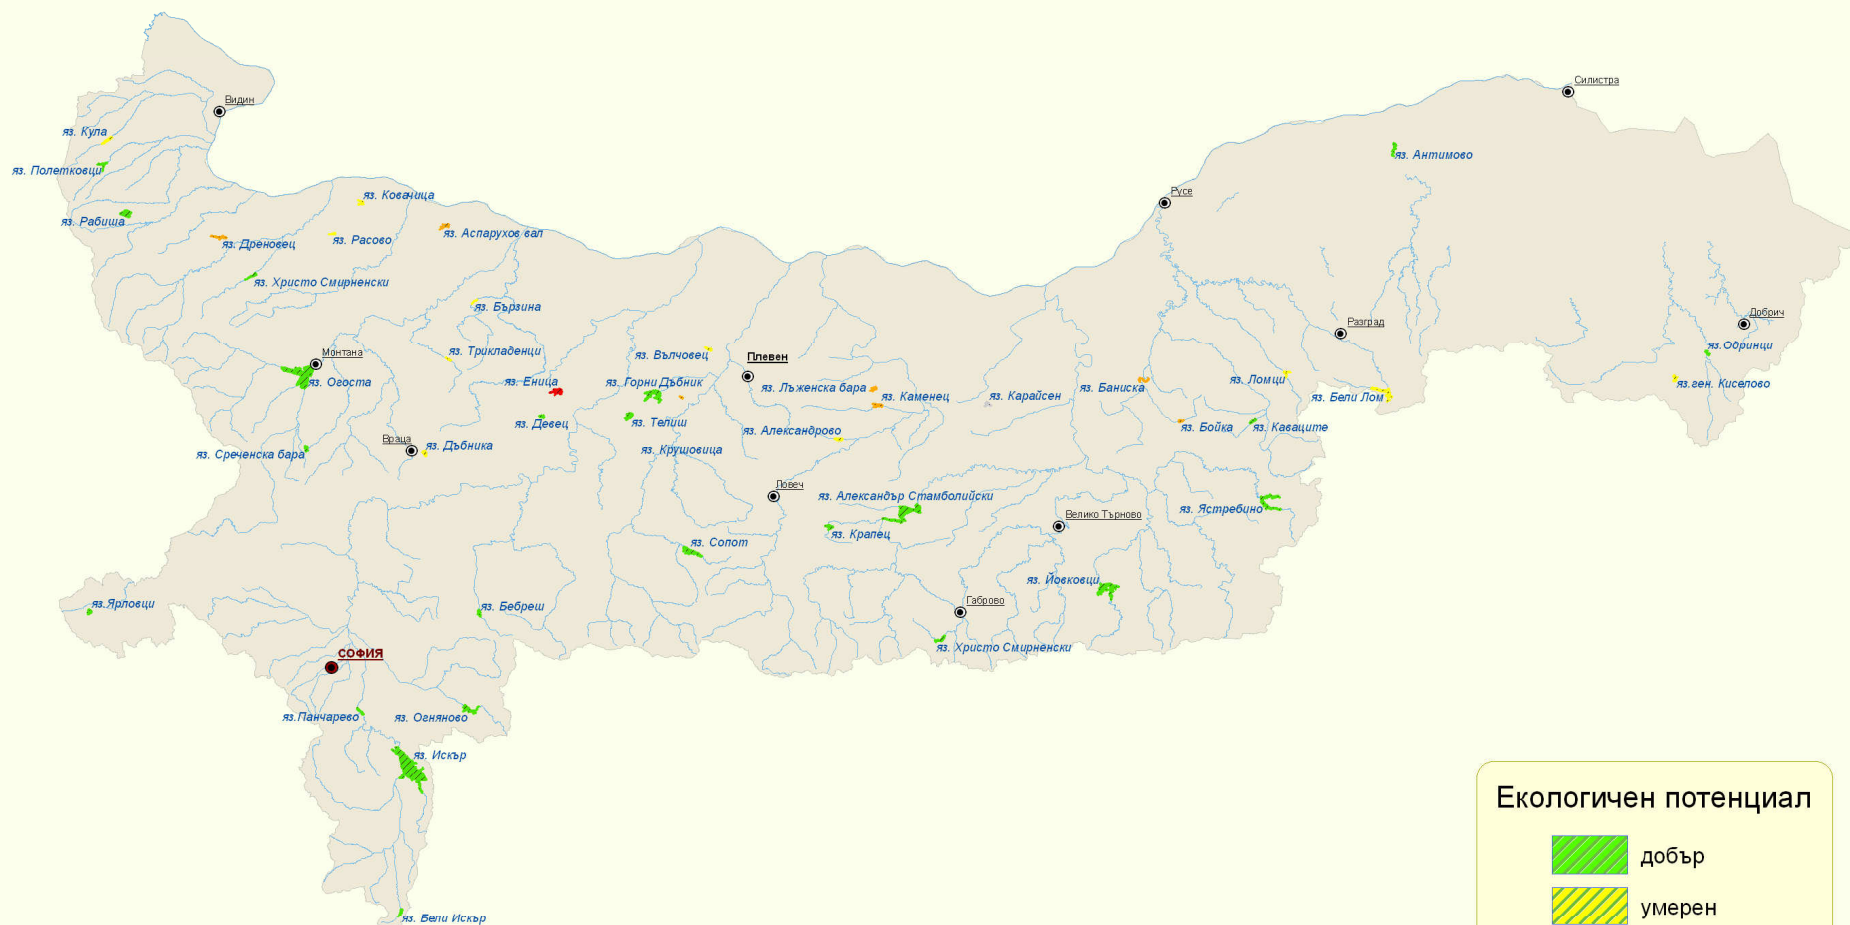 Силистра
Видин
яз. Кула
яз. Антимово
яз. Полетковци
Русе
яз. Ковачица
яз. Рабиша
яз. Аспарухов вал
яз. Расово
яз. Дреновец
яз. Христо Смирненски
яз. Бързина
Добрич
Разград
яз. Одринци
Монтана
яз. Трикладенци
яз. Вълчовец
Плевен
яз. Огоста
яз. Еница
яз. Горни Дъбник
яз. Лъженска бара
яз. Каменец
яз. Карайсен
яз. Баниска
яз. Ломци
яз. Бели Лом
яз.ген. Киселово
яз. Девец
яз. Телиш
яз. Александрово
яз. Бойка
яз. Каваците
Враца
яз. Дъбника
яз. Среченска бара
яз. Крушовица
Ловеч
яз. Александър Стамболийски
яз. Ястребино
Велико Търново
яз. Крапец
яз. Сопот
яз. Йовковци
яз.Ярловци
яз. Бебреш
Габрово
яз. Христо Смирненски
СОФИЯ
яз.Панчарево
яз. Огняново
яз. Искър
яз. Бели Искър
Екологичен потенциал
добър
умерен